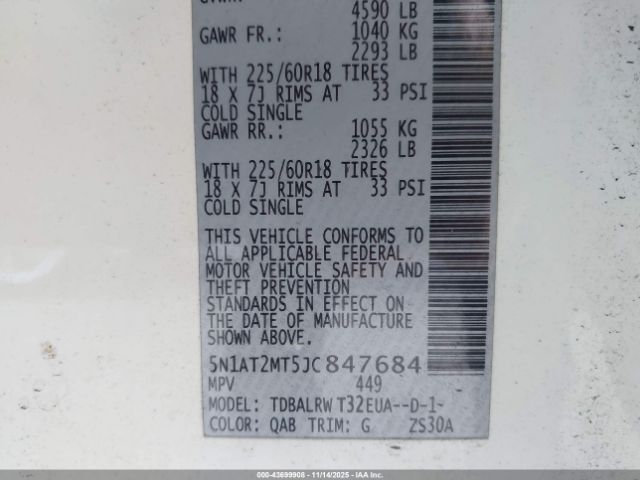 4590 LB
GAWR FR.: 1040 KG
2293 LB
WITH 225/60R18 TIRES
18 X 7J RIMS AT 33 PSI
COLD SINGLE
GAWR RR.: 1055 KG
2326 LB
WITH 225/60R18 TIRES
18 X 7J RIMS AT 33 PSI
COLD SINGLE
THIS VEHICLE CONFORMS TO
ALL APPLICABLE FEDERAL
MOTOR VEHICLE SAFETY AND
THEFT PREVENTION
STANDARDS IN EFFECT ON
THE DATE OF MANUFACTURE
SHOWN ABOVE.
5N1AT2MT5JC847684
MPV 449
MODEL: TDBALRW T32EUA--D-1-
COLOR: QAB TRIM: G ZS30A
000-43699908 - 11/14/2025 - copart.com